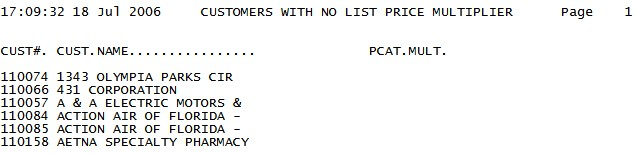 17:09:32 18 Jul 2006 CUSTOMERS WITH NO LIST PRICE MULTIPLIER Page 1
CUST#. CUST.NAME................ PCAT.MULT.
110074 1343 OLYMPIA PARKS CIR
110066 431 CORPORATION
110057 A & A ELECTRIC MOTORS &
110084 ACTION AIR OF FLORIDA -
110085 ACTION AIR OF FLORIDA -
110158 AETNA SPECIALTY PHARMACY